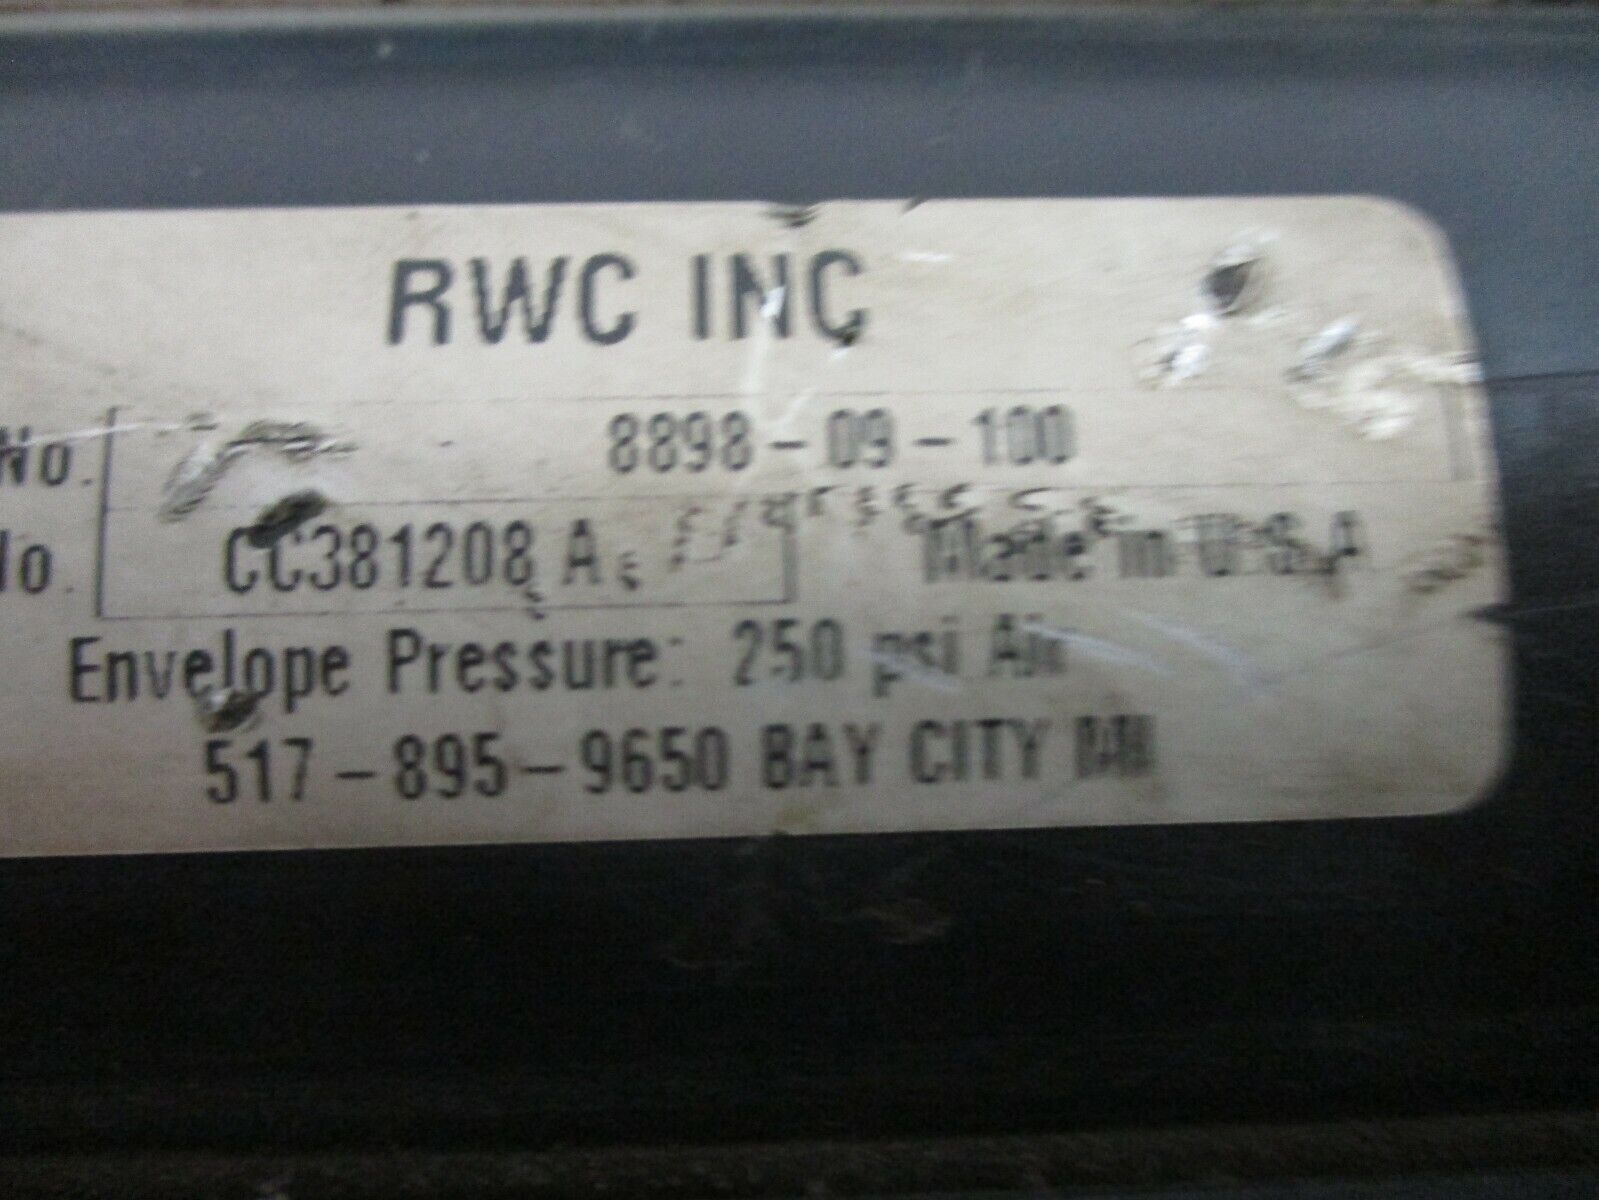 RWC INC
No. 8898-09-100
No. CC381208 A Made in U.S.A
Envelope Pressure: 250 psi Air
517-895-9650 BAY CITY MI